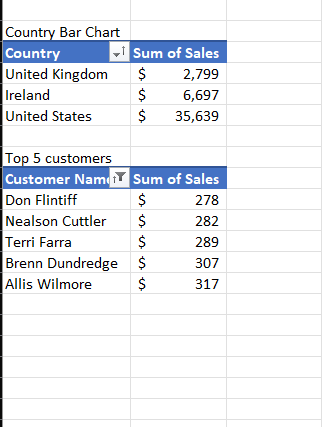 Country Bar Chart
Country Sum of Sales
United Kingdom $ 2,799
Ireland $ 6,697
United States $ 35,639
Top 5 customers
Customer Name Sum of Sales
Don Flintiff $ 278
Nealson Cuttler $ 282
Terri Farra $ 289
Brenn Dundredge $ 307
Allis Wilmore $ 317